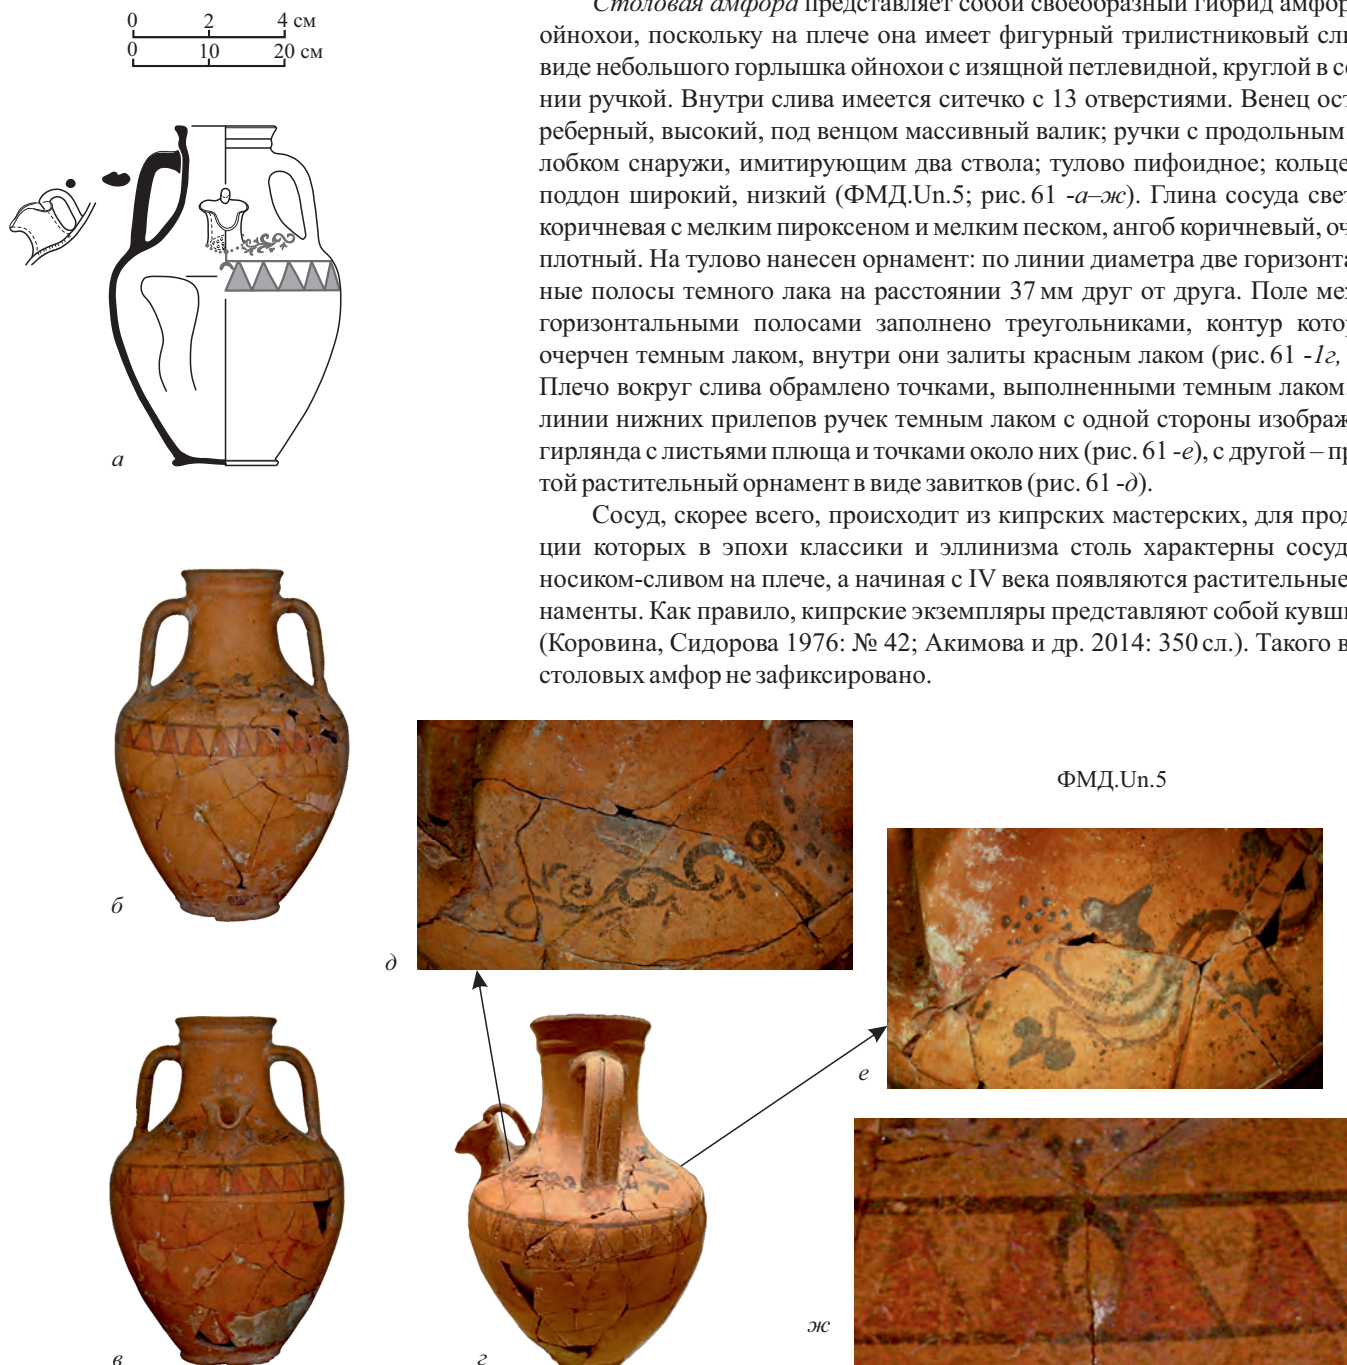 0 2 4 см
0 10 20 см
Столовая амфора представляет собой своеобразный гибрид амфор
ойнохои, поскольку на плече она имеет фигурный трилистниковый сли
виде небольшого горлышка ойнохои с изящной петлевидной, круглой в се
нии ручкой. Внутри слива имеется ситечко с 13 отверстиями. Венец ост
реберный, высокий, под венцом массивный валик; ручки с продольным
лобком снаружи, имитирующим два ствола; тулово пифоидное; кольце
поддон широкий, низкий (ФМД.Un.5; рис. 61 -а–ж). Глина сосуда свет
коричневая с мелким пироксеном и мелким песком, ангоб коричневый, оч
плотный. На тулово нанесен орнамент: по линии диаметра две горизонта
ные полосы темного лака на расстоянии 37 мм друг от друга. Поле меж
горизонтальными полосами заполнено треугольниками, контур котор
очерчен темным лаком, внутри они залиты красным лаком (рис. 61 -1г,
Плечо вокруг слива обрамлено точками, выполненными темным лаком.
линии нижних прилепов ручек темным лаком с одной стороны изображ
гирлянда с листьями плюща и точками около них (рис. 61 -е), с другой – пр
той растительный орнамент в виде завитков (рис. 61 -д).
Сосуд, скорее всего, происходит из кипрских мастерских, для прод
ции которых в эпохи классики и эллинизма столь характерны сосуд
носиком-сливом на плече, а начиная с IV века появляются растительные
наменты. Как правило, кипрские экземпляры представляют собой кувши
(Коровина, Сидорова 1976: № 42; Акимова и др. 2014: 350 сл.). Такого в
столовых амфор не зафиксировано.
а
ФМД.Un.5
б
д
е
ж
в
г